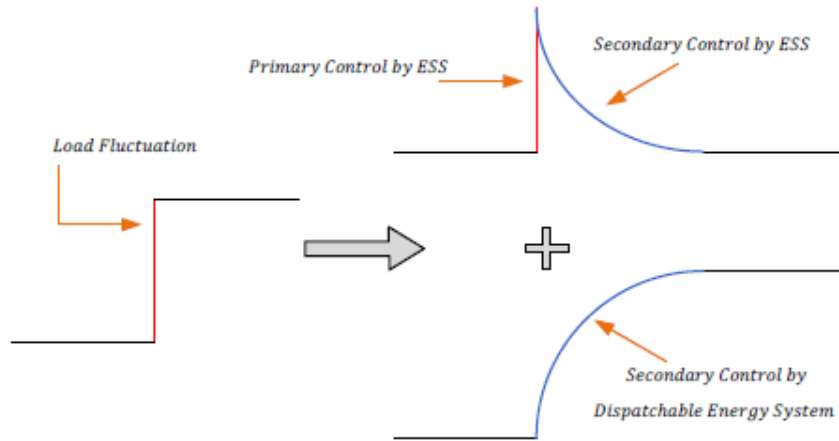 Load Fluctuation
Primary Control by ESS
Secondary Control by ESS
Secondary Control by
Dispatchable Energy System